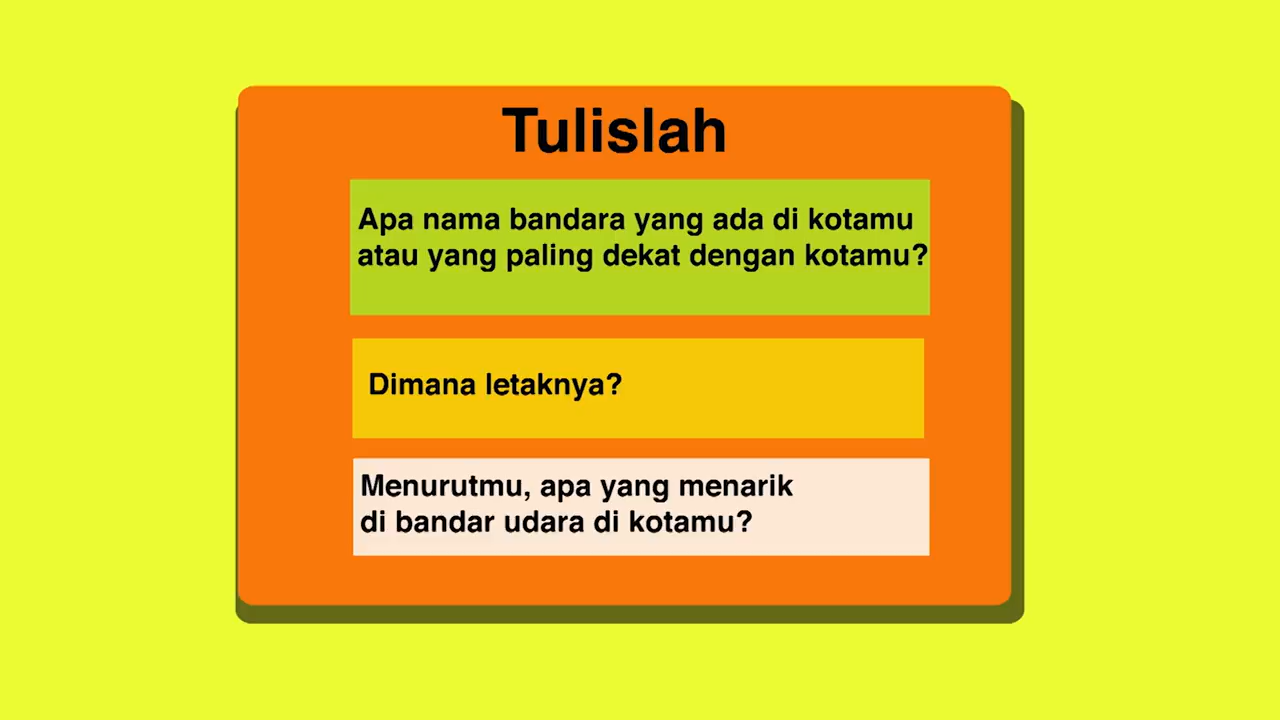 Tulislah
Apa nama bandara yang ada di kotamu
atau yang paling dekat dengan kotamu?
Dimana letaknya?
Menurutmu, apa yang menarik
di bandar udara di kotamu?